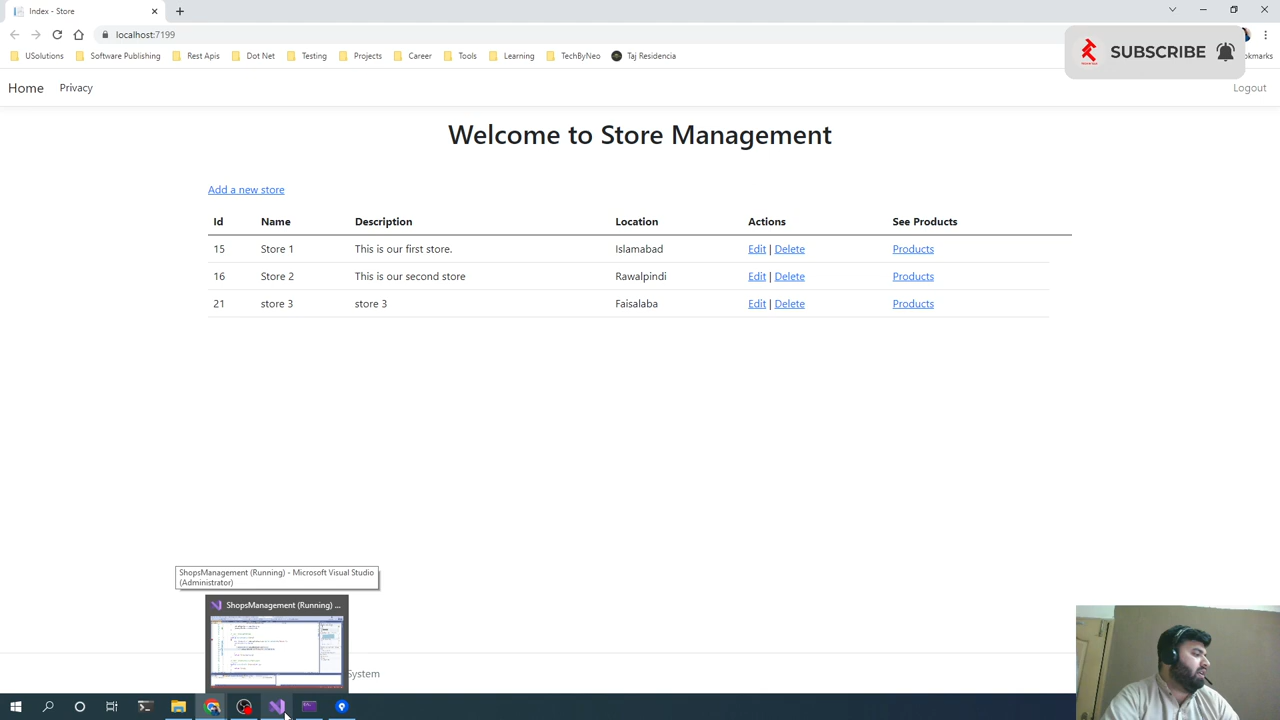 Index - Store
localhost:7199
SUBSCRIBE
USolutions Software Publishing Rest Apis Dot Net Testing Projects Career Tools Learning TechByNeo Taj Residencia okmarks
Home Privacy Logout
Welcome to Store Management
Add a new store
Id Name Description Location Actions See Products
15 Store 1 This is our first store. Islamabad Edit | Delete Products
16 Store 2 This is our second store Rawalpindi Edit | Delete Products
21 store 3 store 3 Faisalaba Edit | Delete Products
ShopsManagement (Running) - Microsoft Visual Studio
(Administrator)
ShopsManagement (Running) ...
System